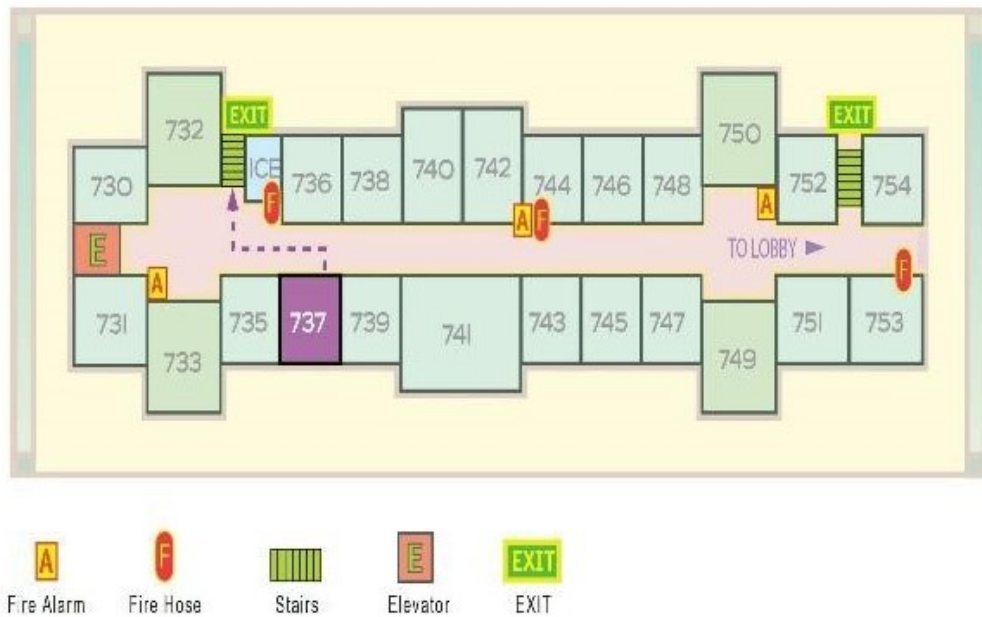 732 EXIT 750 EXIT
740 742
730 ICE 736 738 744 746 748 752 754
F A F A
E TO LOBBY
A F
731 735 737 739 741 743 745 747 751 753
733 749
A F E EXIT
Fire Alarm Fire Hose Stairs Elevator EXIT